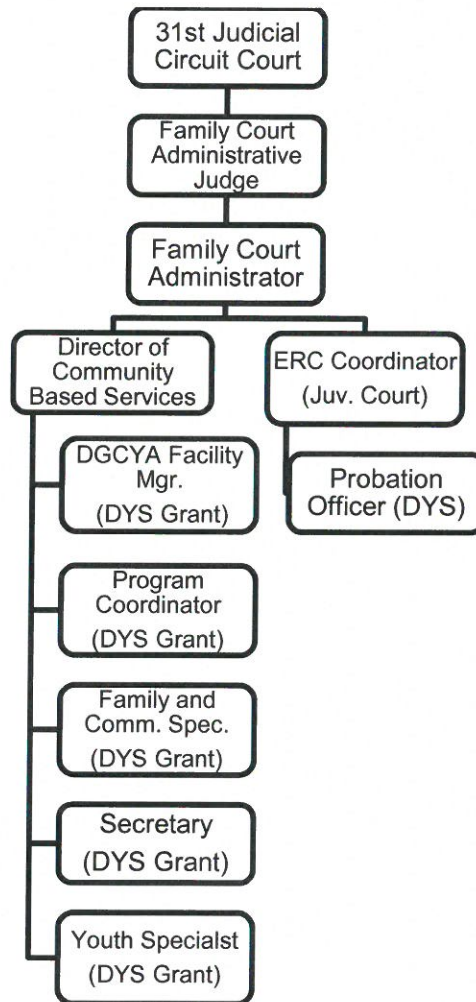 31st Judicial
Circuit Court
Family Court
Administrative
Judge
Family Court
Administrator
Director of
Community
Based Services
ERC Coordinator
(Juv. Court)
DGCYA Facility
Mgr.
(DYS Grant)
Probation
Officer (DYS)
Program
Coordinator
(DYS Grant)
Family and
Comm. Spec.
(DYS Grant)
Secretary
(DYS Grant)
Youth Specialst
(DYS Grant)